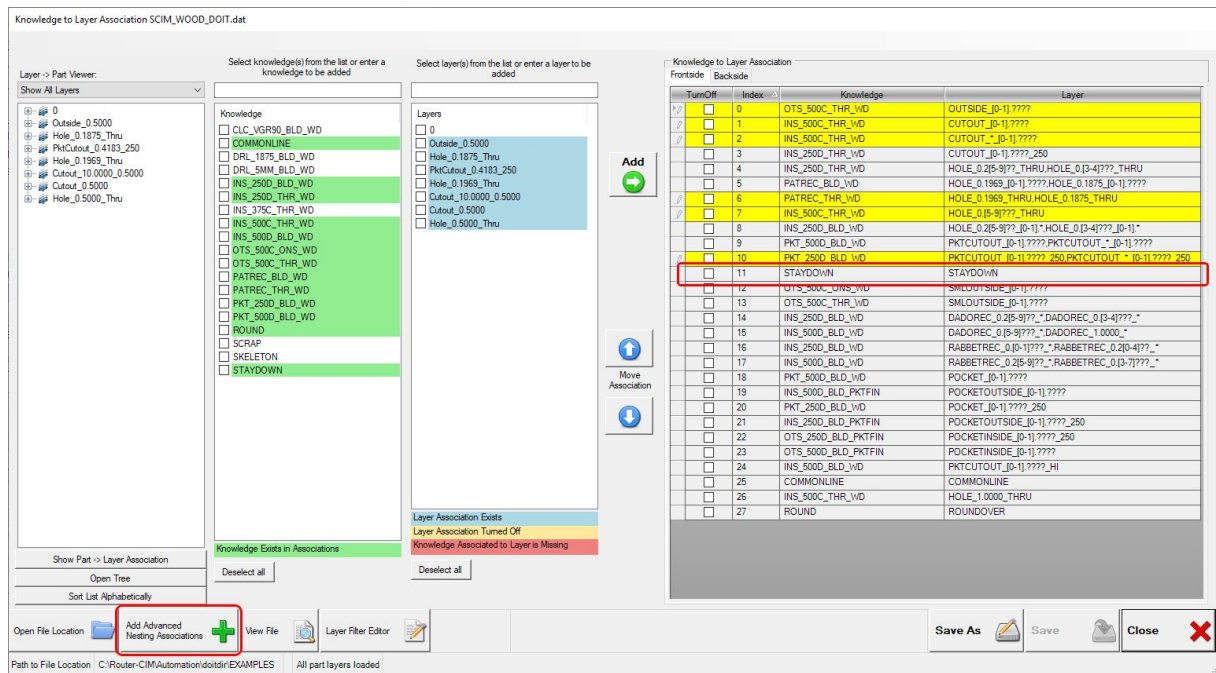 Knowledge to Layer Association SCIM_WOOD_DOIT.dat
Layer -> Part Viewer:
Show All Layers
0
Outside_0.5000
Hole_0.1875_Thru
PktCutout_0.4183_250
Hole_0.1969_Thru
Cutout_10.0000_0.5000
Cutout_0.5000
Hole_0.5000_Thru
Show Part -> Layer Association
Open Tree
Sort List Alphabetically
Select knowledge(s) from the list or enter a
knowledge to be added
Knowledge
CLC_VGR90_BLD_WD
COMMONLINE
DRL_1875_BLD_WD
DRL_5MM_BLD_WD
INS_250D_BLD_WD
INS_250D_THR_WD
INS_375C_THR_WD
INS_500C_THR_WD
INS_500D_BLD_WD
OTS_500C_ONS_WD
OTS_500C_THR_WD
PATREC_BLD_WD
PATREC_THR_WD
PKT_250D_BLD_WD
PKT_500D_BLD_WD
ROUND
SCRAP
SKELETON
STAYDOWN
Knowledge Exists in Associations
Deselect all
Select layer(s) from the list or enter a layer to be
added
Layers
0
Outside_0.5000
Hole_0.1875_Thru
PktCutout_0.4183_250
Hole_0.1969_Thru
Cutout_10.0000_0.5000
Cutout_0.5000
Hole_0.5000_Thru
Layer Association Exists
Layer Association Turned Off
Knowledge Associated to Layer is Missing
Deselect all
Add
Move
Association
Knowledge to Layer Association
Frontside Backside
TurnOff Index Knowledge Layer
0 OTS_500C_THR_WD OUTSIDE_[0-1].????
1 INS_500C_THR_WD CUTOUT_[0-1].????
2 INS_500C_THR_WD CUTOUT_*_[0-1].????
3 INS_250D_THR_WD CUTOUT_[0-1].????_250
4 INS_250D_THR_WD HOLE_0.2[5-9]??_THRU,HOLE_0.[3-4]???_THRU
5 PATREC_BLD_WD HOLE_0.1969_[0-1].????,HOLE_0.1875_[0-1].????
6 PATREC_THR_WD HOLE_0.1969_THRU,HOLE_0.1875_THRU
7 INS_500C_THR_WD HOLE_0.[5-9]???_THRU
8 INS_250D_BLD_WD HOLE_0.2[5-9]??_[0-1].*,HOLE_0.[3-4]???_[0-1].*
9 PKT_500D_BLD_WD PKTCUTOUT_[0-1].????,PKTCUTOUT_*_[0-1].????
10 PKT_250D_BLD_WD PKTCUTOUT_[0-1].????_250,PKTCUTOUT_*_[0-1].????_250
11 STAYDOWN STAYDOWN
12 OTS_500C_ONS_WD SMLOUTSIDE_[0-1].????
13 OTS_500C_THR_WD SMLOUTSIDE_[0-1].????
14 INS_250D_BLD_WD DADOREC_0.2[5-9]??_*,DADOREC_0.[3-4]???_*
15 INS_500D_BLD_WD DADOREC_0.[5-9]???_*,DADOREC_1.0000_*
16 INS_250D_BLD_WD RABBETREC_0.[0-1]???_*,RABBETREC_0.2[0-4]??_*
17 INS_500D_BLD_WD RABBETREC_0.2[5-9]??_*,RABBETREC_0.[3-7]???_*
18 PKT_500D_BLD_WD POCKET_[0-1].????
19 INS_500D_BLD_PKTFIN POCKETOUTSIDE_[0-1].????
20 PKT_250D_BLD_WD POCKET_[0-1].????_250
21 INS_250D_BLD_PKTFIN POCKETOUTSIDE_[0-1].????_250
22 OTS_250D_BLD_PKTFIN POCKETINSIDE_[0-1].????_250
23 OTS_500D_BLD_PKTFIN POCKETINSIDE_[0-1].????
24 INS_500D_BLD_WD PKTCUTOUT_[0-1].????_HI
25 COMMONLINE COMMONLINE
26 INS_500C_THR_WD HOLE_1.0000_THRU
27 ROUND ROUNDOVER
Open File Location
Add Advanced
Nesting Associations
View File
Layer Filter Editor
Save As
Save
Close
Path to File Location C:\Router-CIM\Automation\doitdir\EXAMPLES All part layers loaded